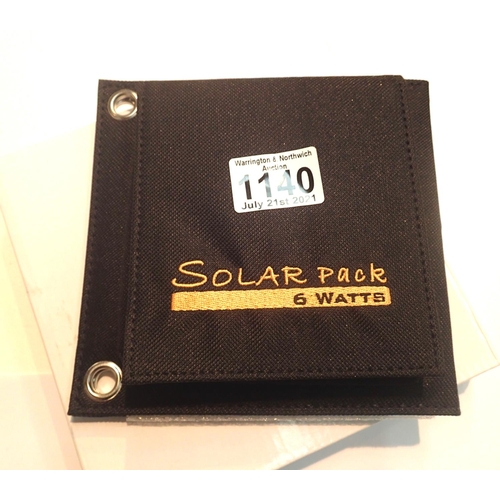 Warrington & Northwich
Auction
1140
July 21st 2021
SOLAR pack
6 WATTS